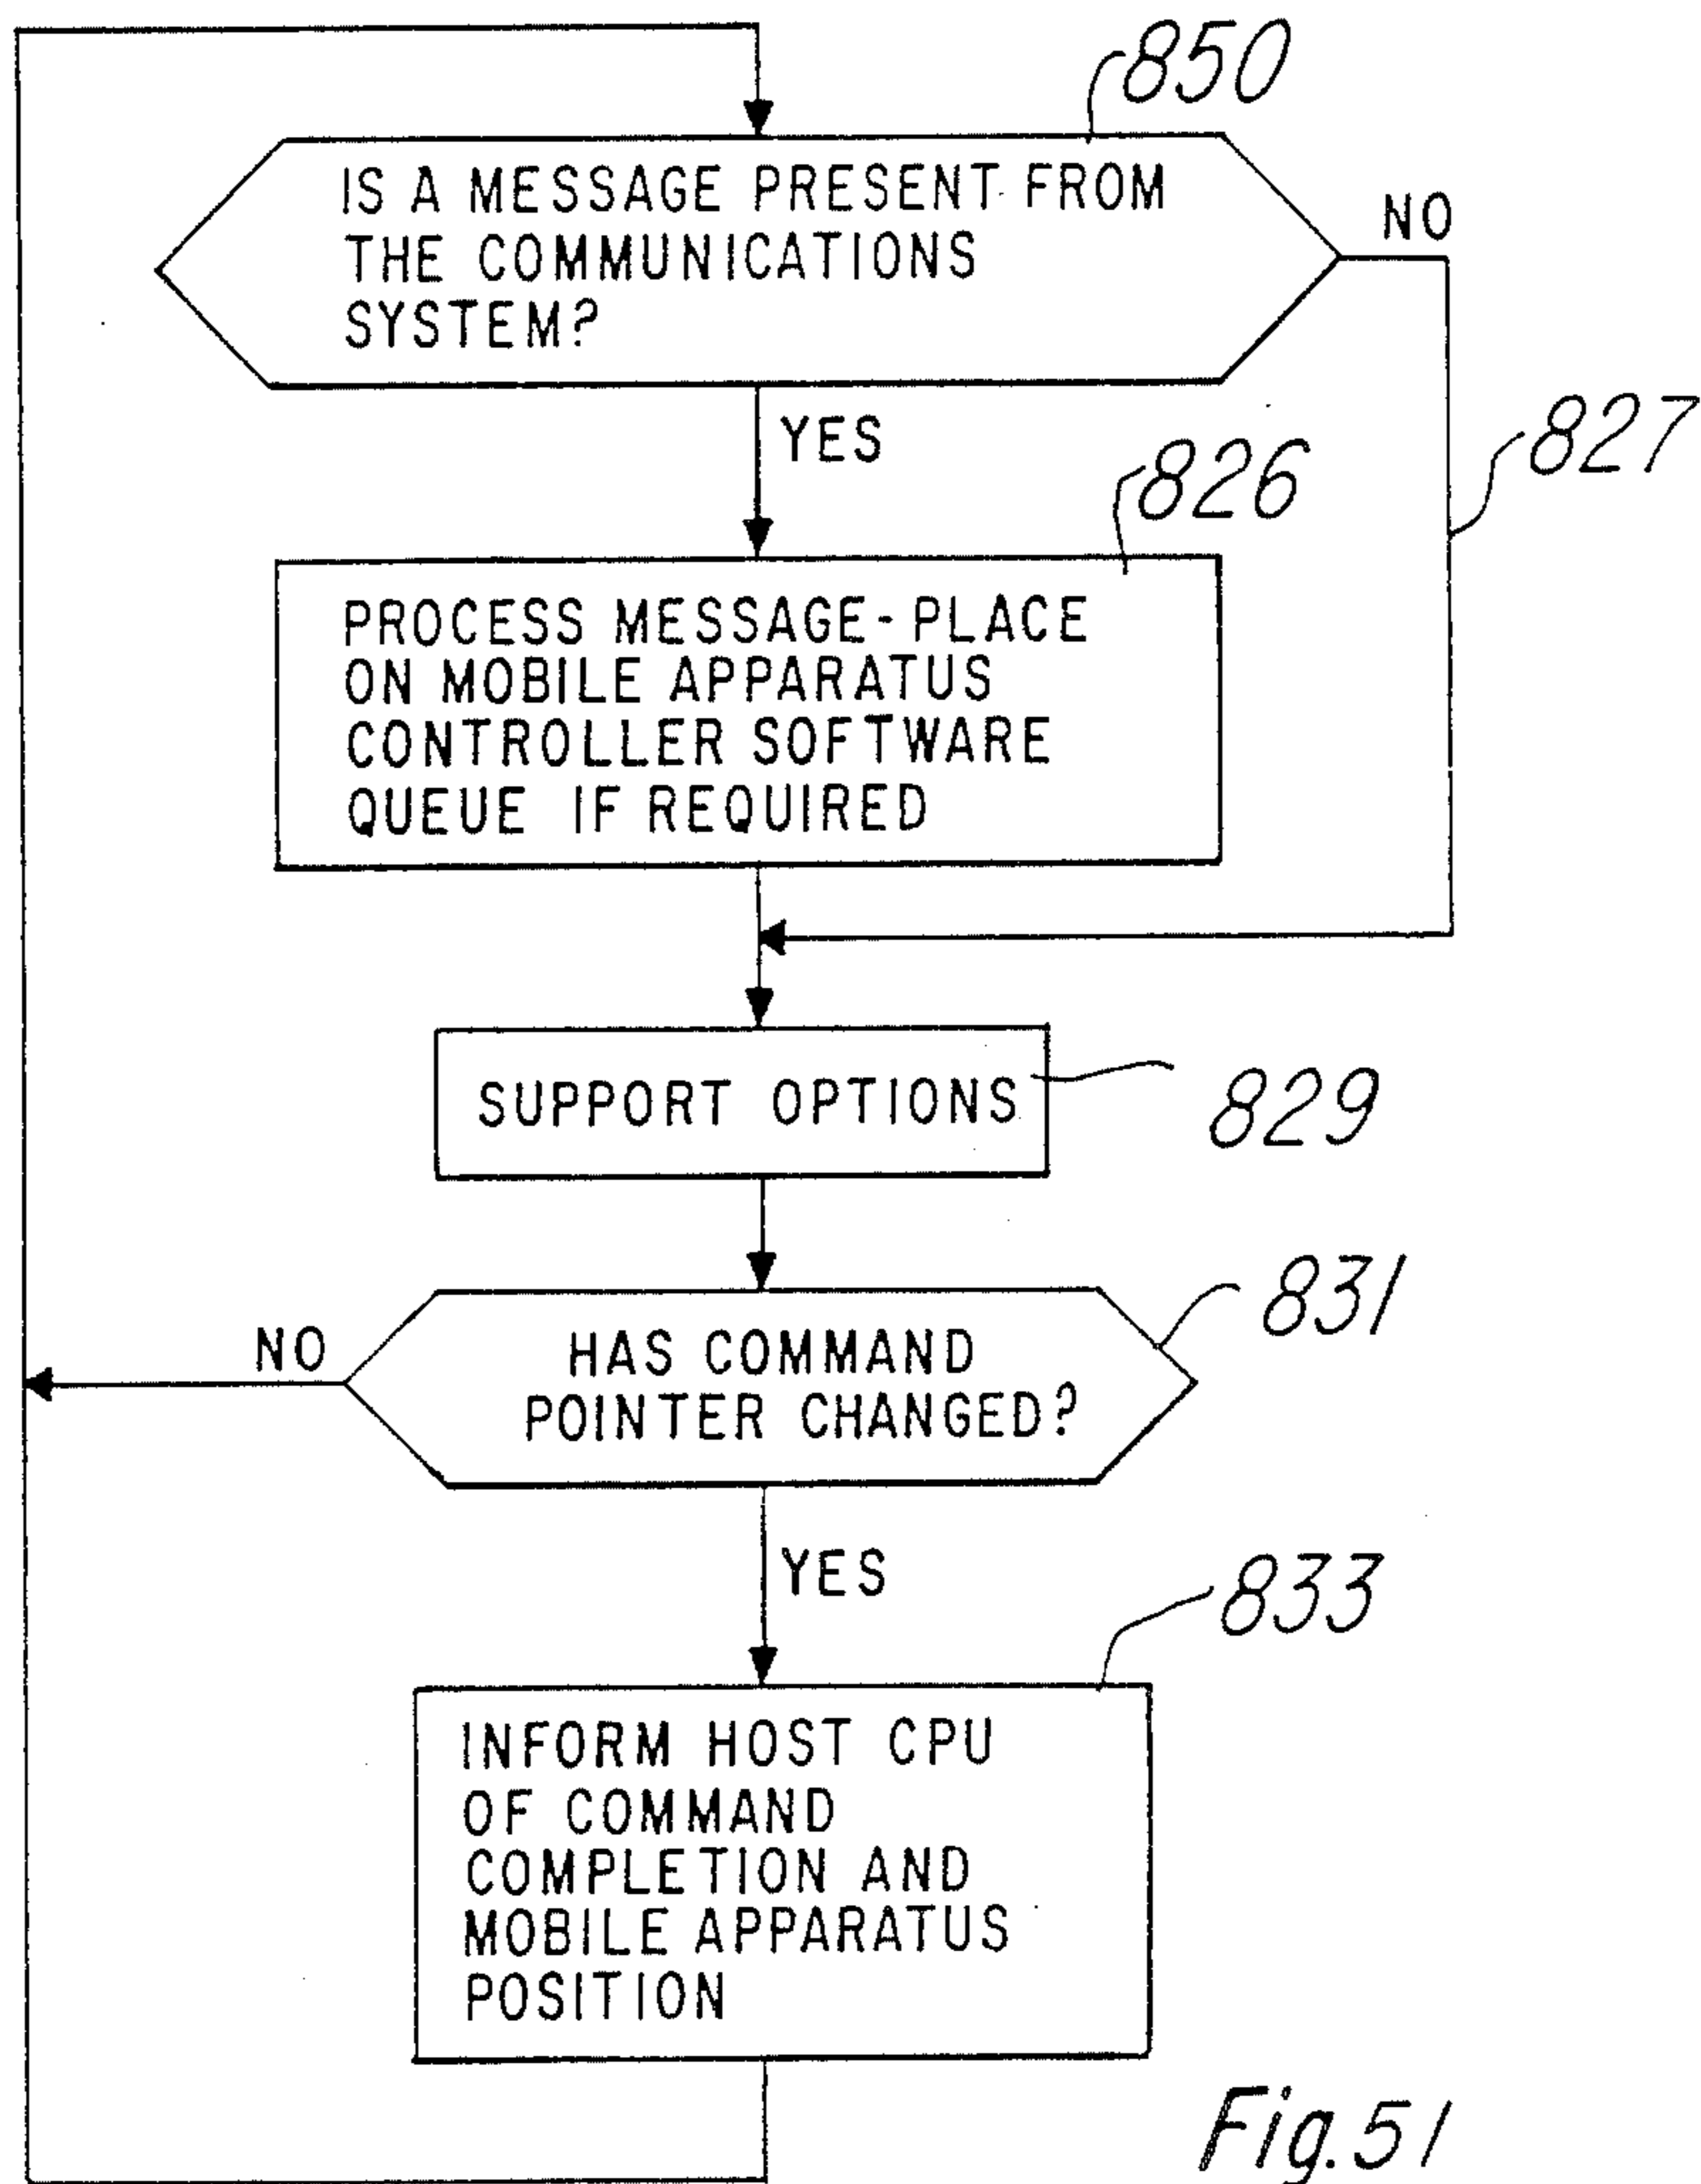 850
IS A MESSAGE PRESENT FROM
THE COMMUNICATIONS
SYSTEM?
NO
YES
827
826
PROCESS MESSAGE-PLACE
ON MOBILE APPARATUS
CONTROLLER SOFTWARE
QUEUE IF REQUIRED
SUPPORT OPTIONS
829
831
NO
HAS COMMAND
POINTER CHANGED?
YES
833
INFORM HOST CPU
OF COMMAND
COMPLETION AND
MOBILE APPARATUS
POSITION
Fig. 51